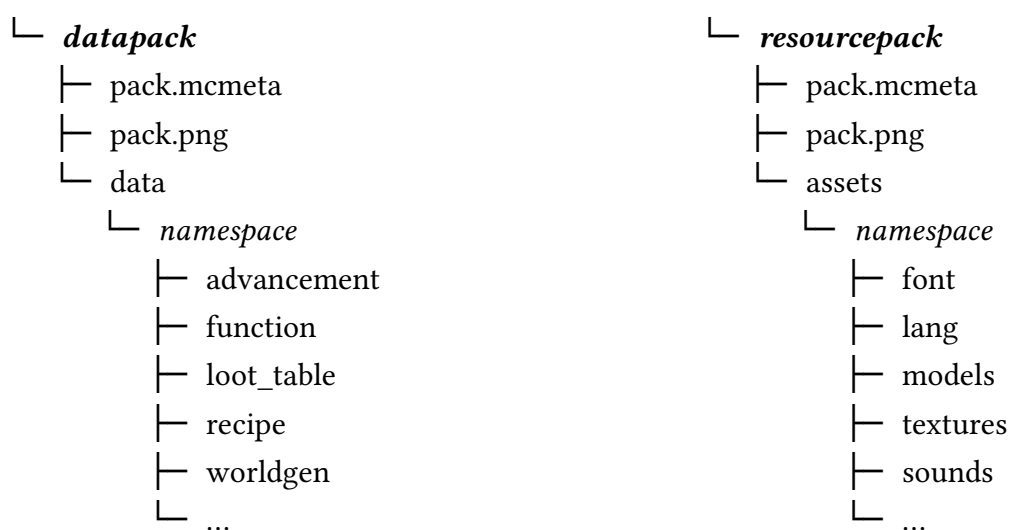 datapack
pack.mcmeta
pack.png
data
namespace
advancement
function
loot_table
recipe
worldgen
...
resourcepack
pack.mcmeta
pack.png
assets
namespace
font
lang
models
textures
sounds
...